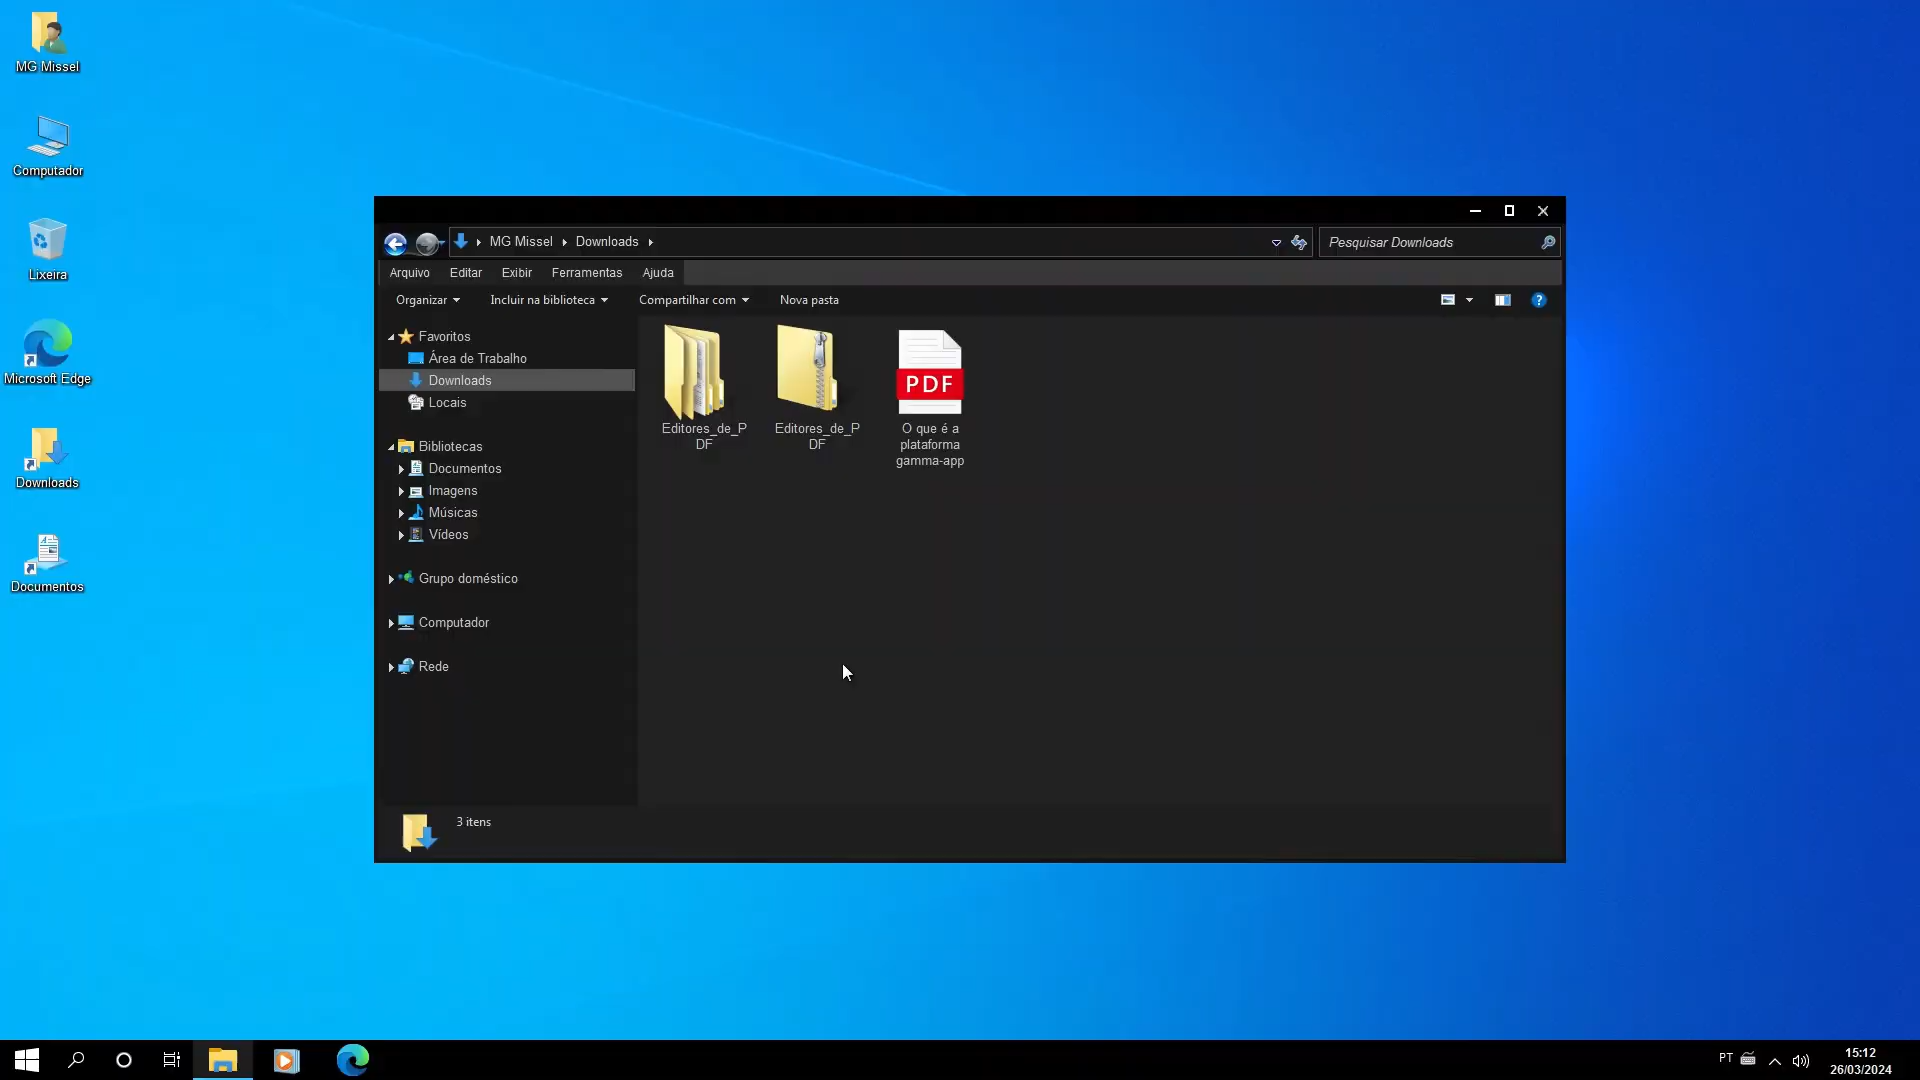 MG Missel
Computador
Lixeira
Microsoft Edge
Downloads
Documentos
MG Missel Downloads
Pesquisar Downloads
Arquivo Editar Exibir Ferramentas Ajuda
Organizar Incluir na biblioteca Compartilhar com Nova pasta
?
Favoritos
Área de Trabalho
Downloads
Locais
Bibliotecas
Documentos
Imagens
Músicas
Vídeos
Grupo doméstico
Computador
Rede
Editores_de_P
DF
Editores_de_P
DF
PDF
O que é a
plataforma
gamma-app
3 itens
PT
15:12
26/03/2024